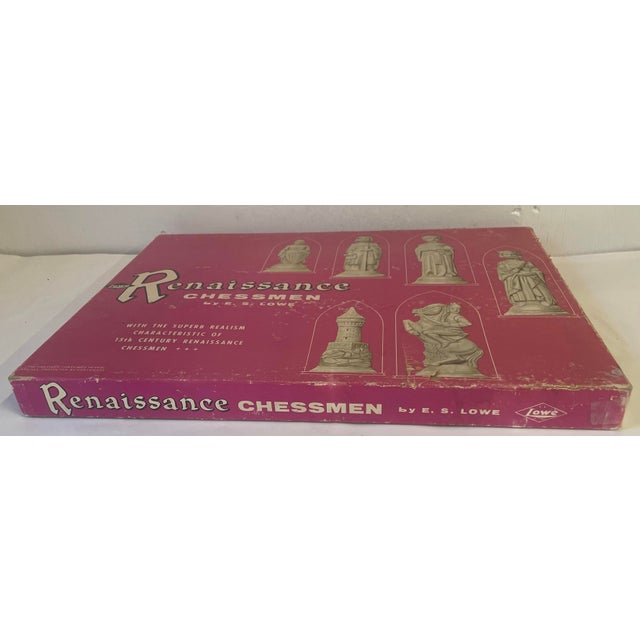 Renaissance
CHESSMEN
by E. S. LOWE
WITH THE SUPERB REALISM
CHARACTERISTIC OF
15th CENTURY RENAISSANCE
CHESSMEN
Renaissance CHESSMEN by E. S. LOWE Lowe